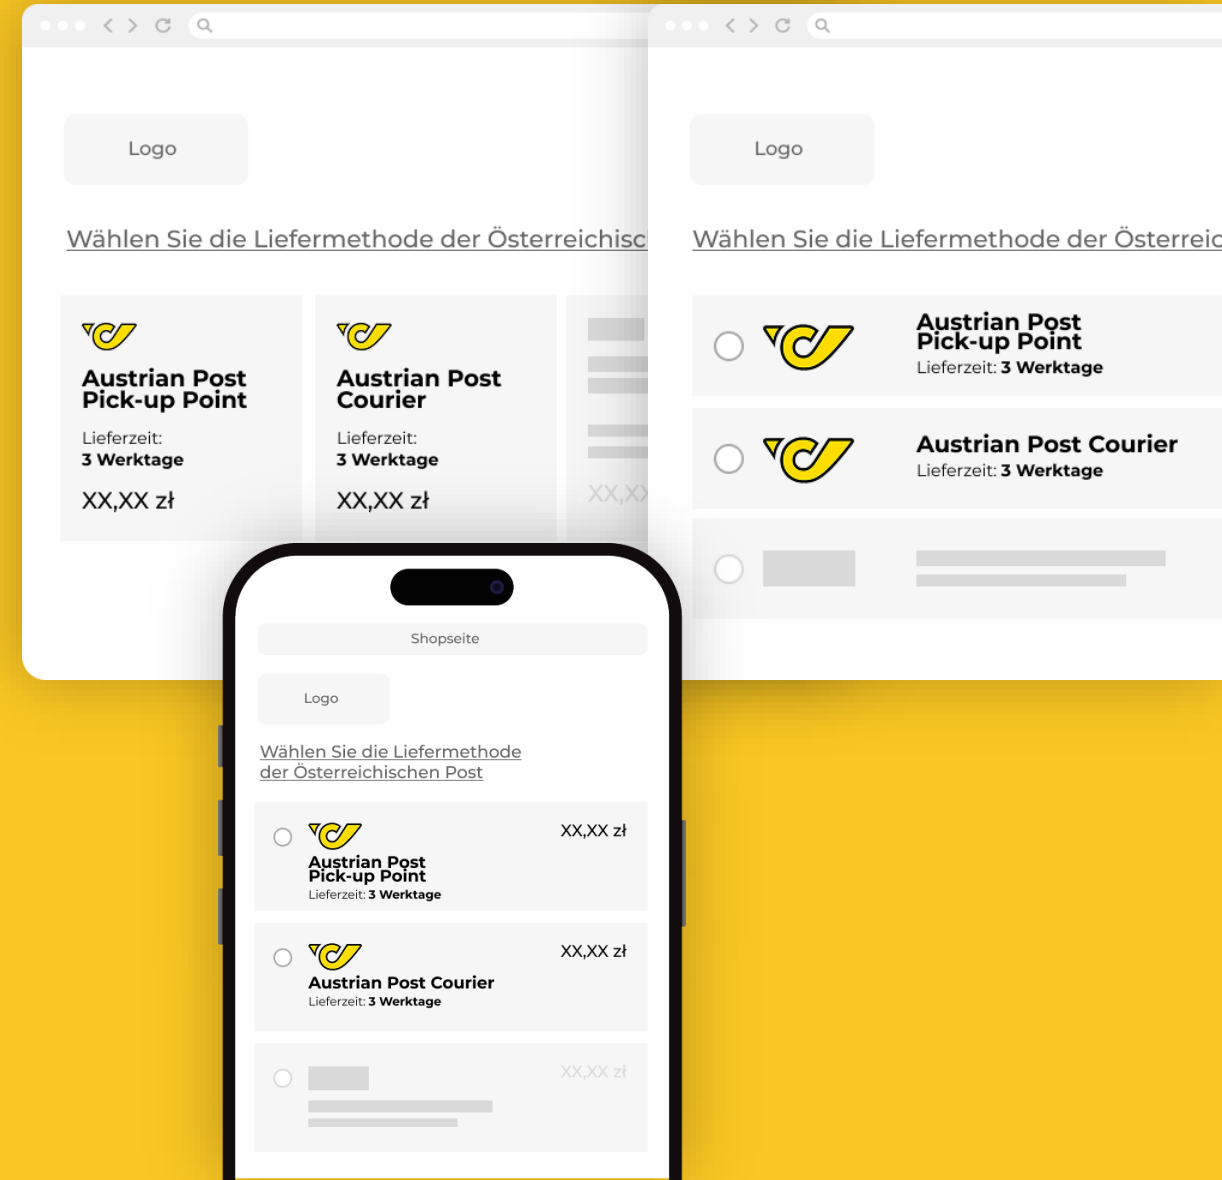 Logo
Wählen Sie die Liefermethode der
Austrian Post
Pick-up Point
Lieferzeit:
3 Werktage
XX,XX zł
Austrian Post
Courier
Lieferzeit:
3 Werktage
XX,XX zł
Logo
Wählen Sie die Liefermethode der
Austrian Post
Pick-up Point
Lieferzeit: 3 Werktage
Austrian Post Courier
Lieferzeit: 3 Werktage
Shopseite
Logo
Wählen Sie die Liefermethode
der Österreichischen Post
XX,XX zł
Austrian Post
Pick-up Point
Lieferzeit: 3 Werktage
XX,XX zł
Austrian Post Courier
Lieferzeit: 3 Werktage
XX,XX zł